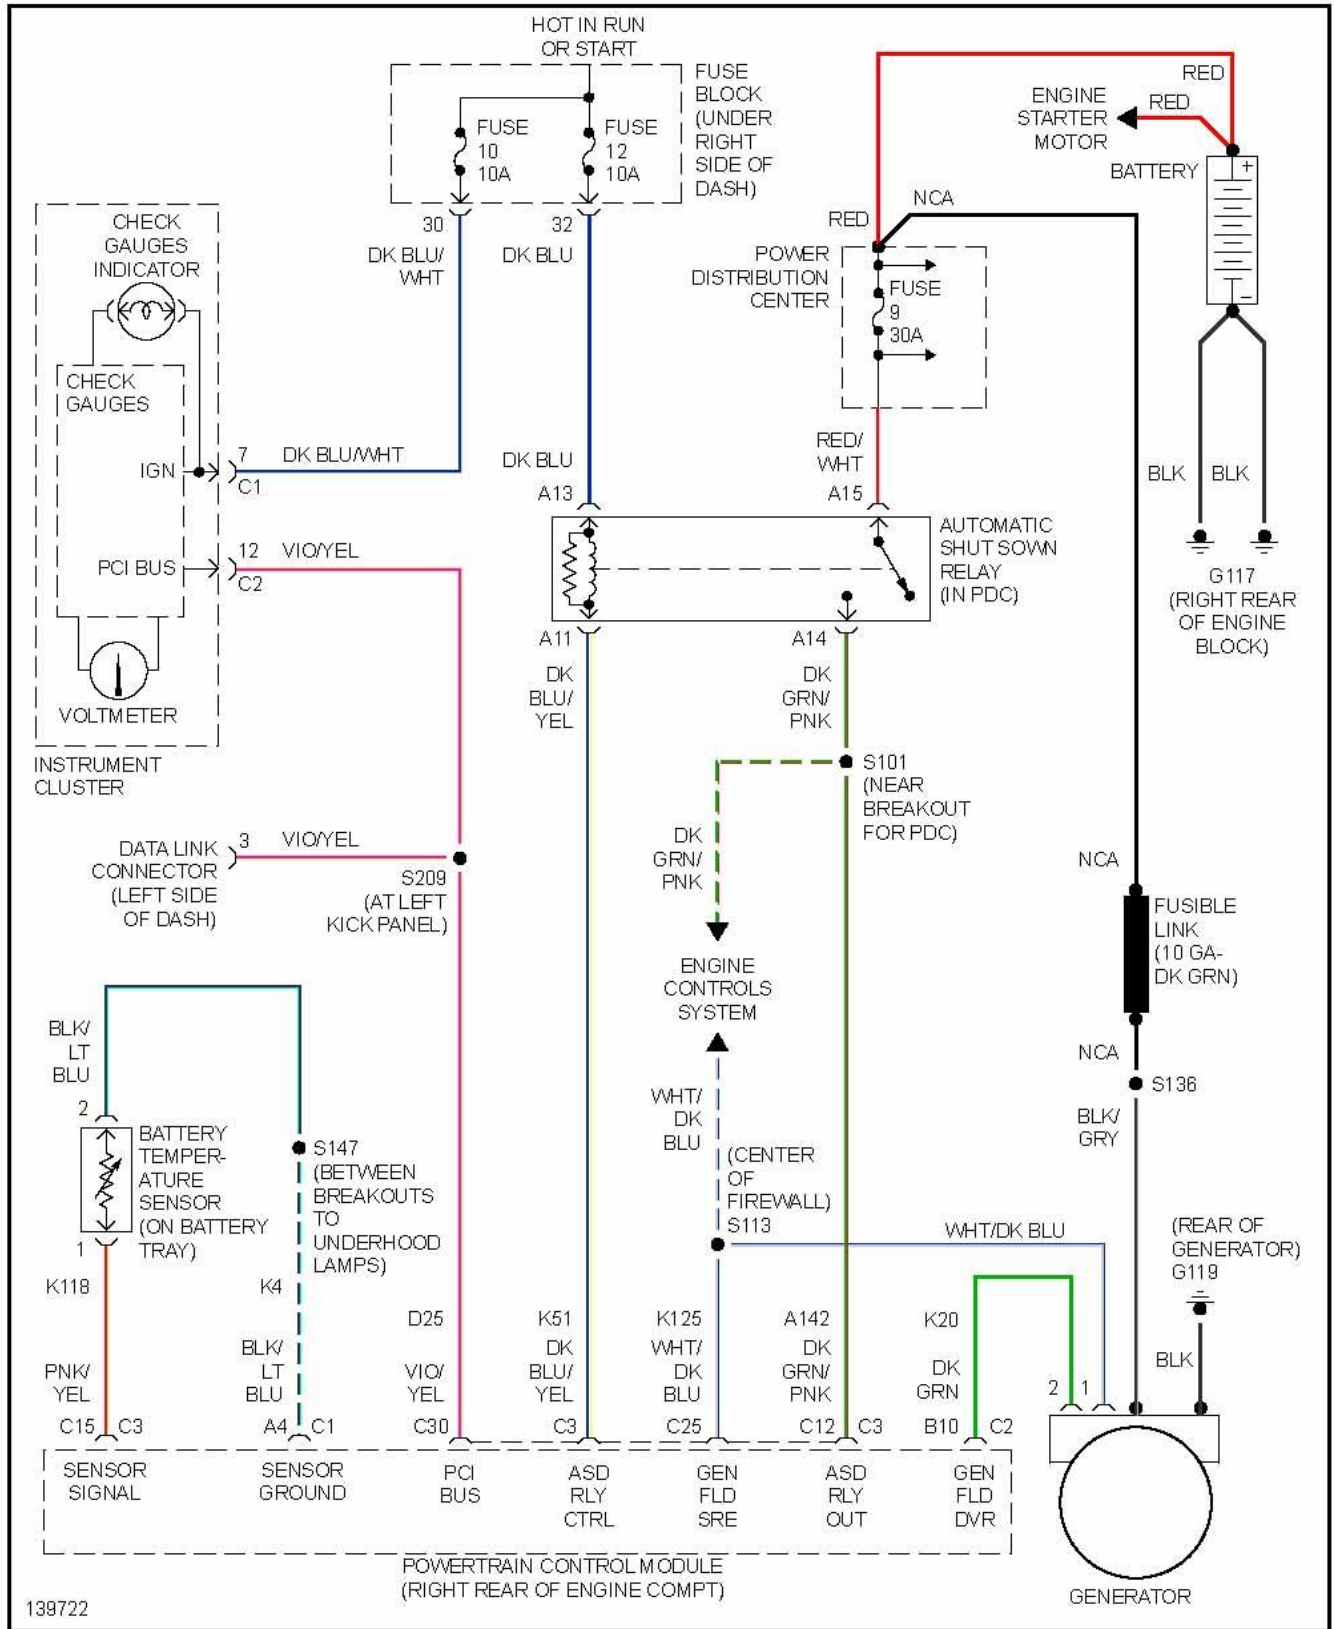 HOT IN RUN
OR START
FUSE
BLOCK
(UNDER
RIGHT
SIDE OF
DASH)
FUSE
10
10A
FUSE
12
10A
30
DK BLU/
WHT
32
DK BLU
RED
ENGINE
STARTER
MOTOR
RED
BATTERY
+
−
NCA
RED
POWER
DISTRIBUTION
CENTER
FUSE
9
30A
CHECK
GAUGES
INDICATOR
CHECK
GAUGES
IGN
7
C1
DK BLU/WHT
PCI BUS
12
C2
VIO/YEL
VOLTMETER
INSTRUMENT
CLUSTER
DK BLU
A13
RED/
WHT
A15
BLK
BLK
AUTOMATIC
SHUT SOWN
RELAY
(IN PDC)
G117
(RIGHT REAR
OF ENGINE
BLOCK)
A11
DK
BLU/
YEL
A14
DK
GRN/
PNK
S101
(NEAR
BREAKOUT
FOR PDC)
DK
GRN/
PNK
DATA LINK
CONNECTOR
(LEFT SIDE
OF DASH)
3
VIO/YEL
S209
(AT LEFT
KICK PANEL)
NCA
FUSIBLE
LINK
(10 GA-
DK GRN)
ENGINE
CONTROLS
SYSTEM
NCA
S136
BLK/
GRY
BLK/
LT
BLU
2
BATTERY
TEMPER-
ATURE
SENSOR
(ON BATTERY
TRAY)
1
S147
(BETWEEN
BREAKOUTS
TO
UNDERHOOD
LAMPS)
WHT/
DK
BLU
(CENTER
OF
FIREWALL)
S113
WHT/DK BLU
(REAR OF
GENERATOR)
G119
BLK
K118
PNK/
YEL
C15
C3
K4
BLK/
LT
BLU
A4
C1
D25
VIO/
YEL
C30
K51
DK
BLU/
YEL
C3
K125
WHT/
DK
BLU
C25
A142
DK
GRN/
PNK
C12
C3
K20
DK
GRN
B10
C2
2
1
SENSOR
SIGNAL
SENSOR
GROUND
PCI
BUS
ASD
RLY
CTRL
GEN
FLD
SRE
ASD
RLY
OUT
GEN
FLD
DVR
POWERTRAIN CONTROL MODULE
(RIGHT REAR OF ENGINE COMPT)
GENERATOR
139722